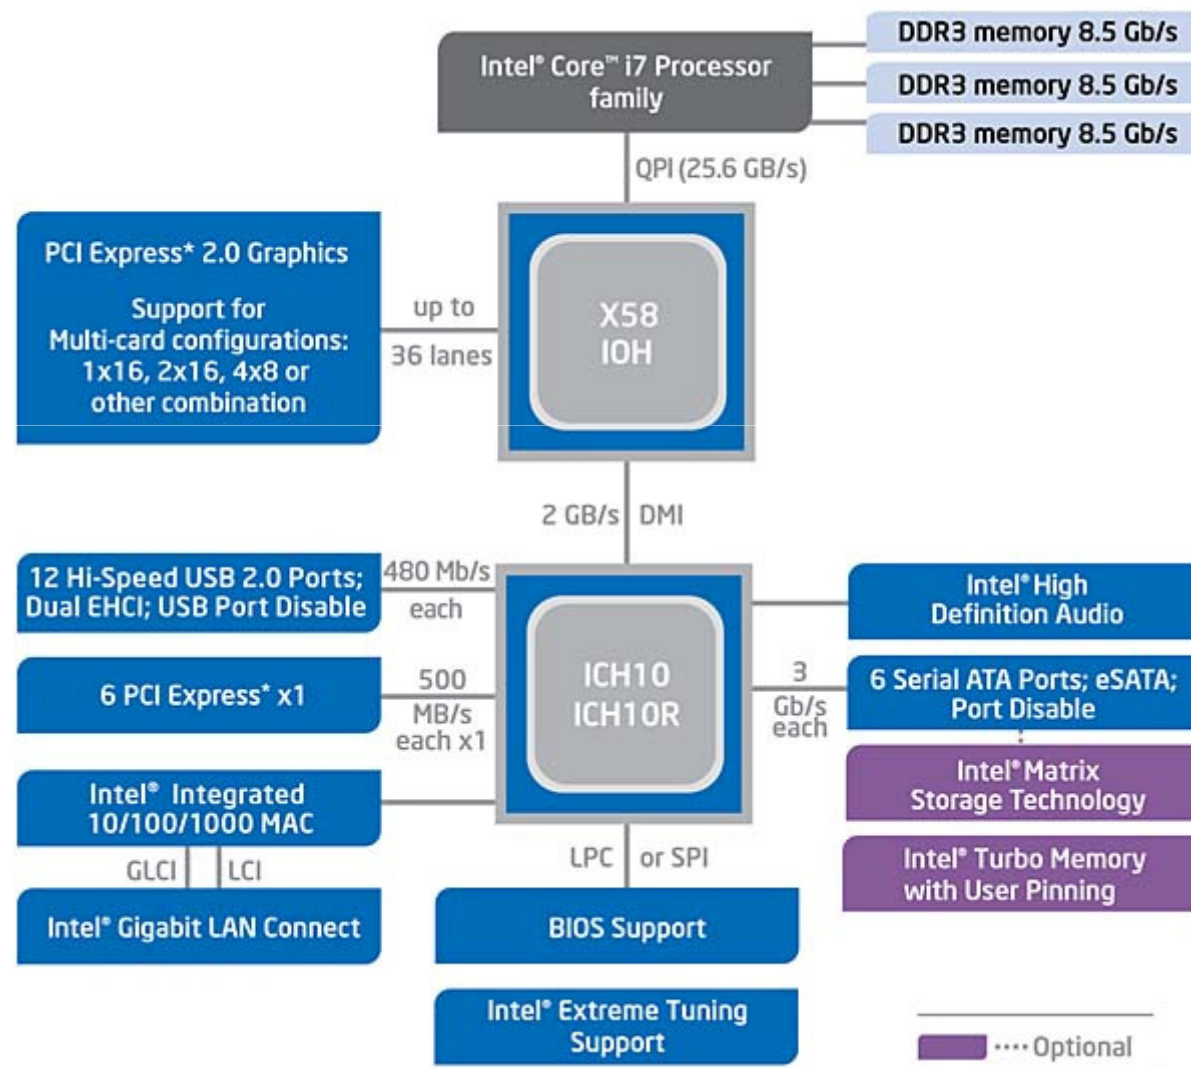 Intel® Core™ i7 Processor
family
DDR3 memory 8.5 Gb/s
DDR3 memory 8.5 Gb/s
DDR3 memory 8.5 Gb/s
QPI (25.6 GB/s)
PCI Express* 2.0 Graphics
Support for
Multi-card configurations:
1x16, 2x16, 4x8 or
other combination
up to
36 lanes
X58
IOH
2 GB/s DMI
12 Hi-Speed USB 2.0 Ports;
Dual EHCI; USB Port Disable
480 Mb/s
each
6 PCI Express* x1
500
MB/s
each x1
Intel® Integrated
10/100/1000 MAC
GLCI LCI
Intel® Gigabit LAN Connect
ICH10
ICH10R
Intel® High
Definition Audio
3
Gb/s
each
6 Serial ATA Ports; eSATA;
Port Disable
Intel® Matrix
Storage Technology
Intel® Turbo Memory
with User Pinning
LPC or SPI
BIOS Support
Intel® Extreme Tuning
Support
Optional